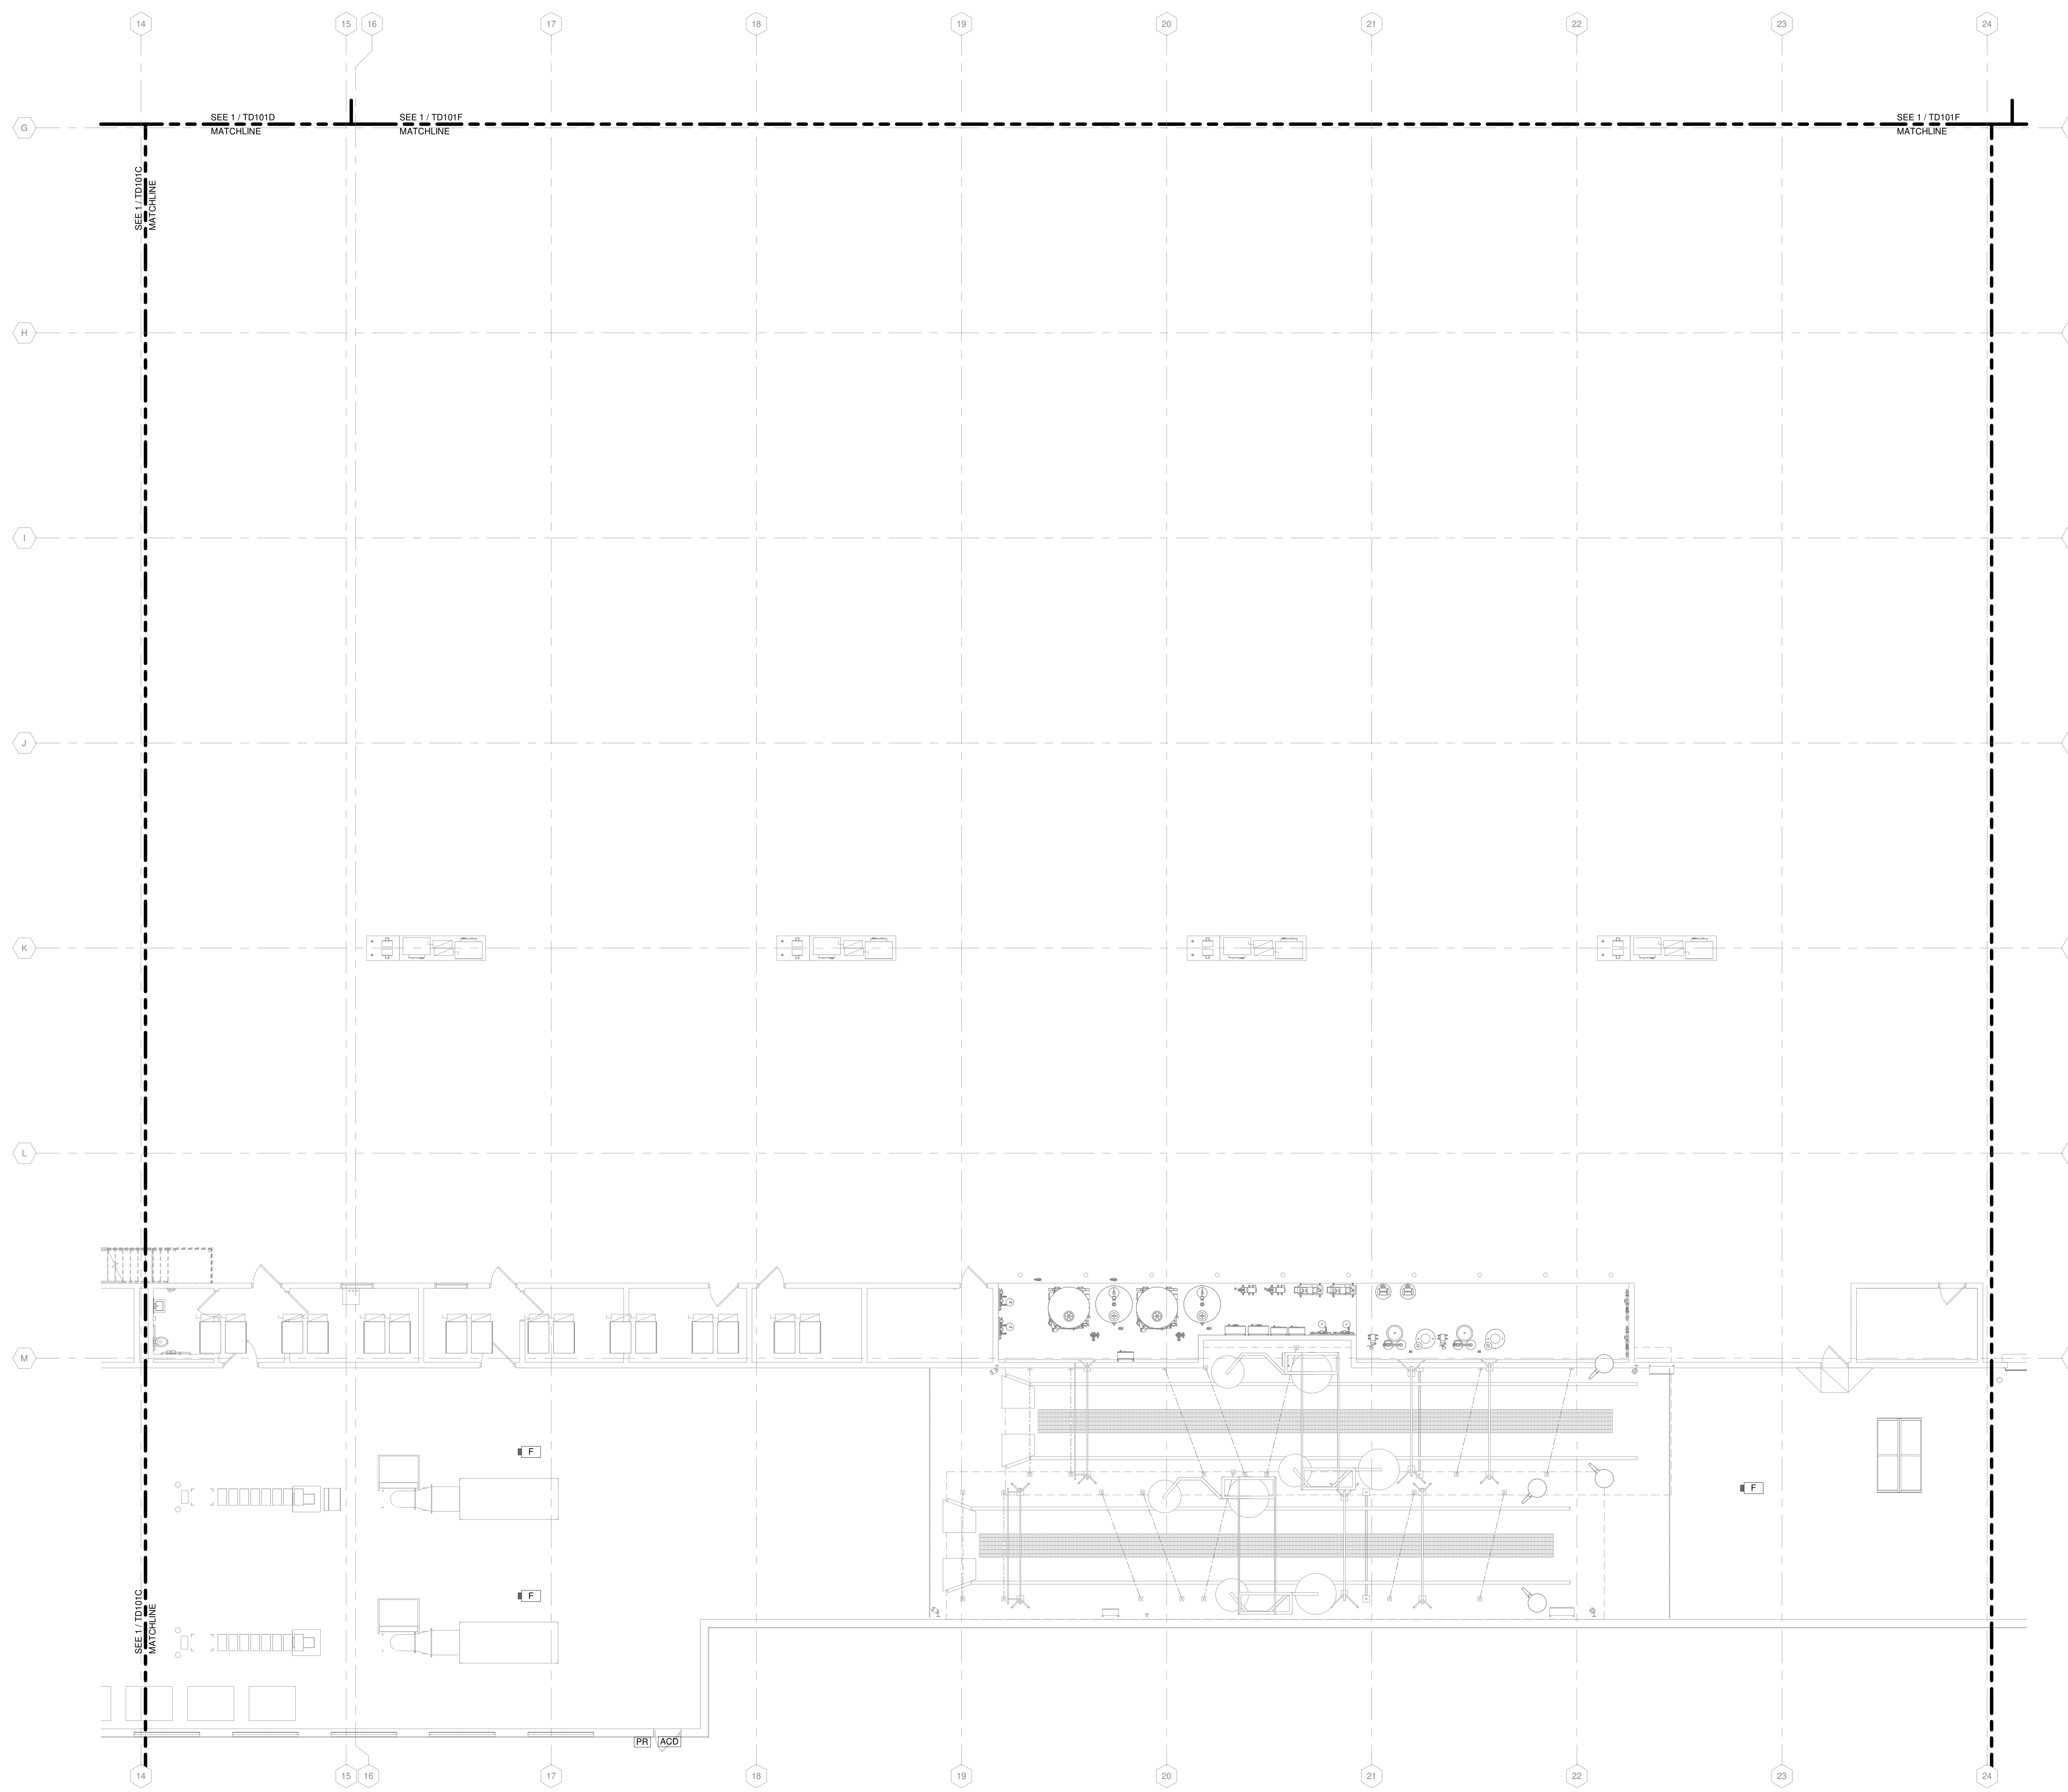 14 15 16 17 18 19 20 21 22 23 24
SEE 1 / TD101D
MATCHLINE
SEE 1 / TD101F
MATCHLINE
SEE 1 / TD101F
MATCHLINE
G
SEE 1 / TD101C
MATCHLINE
H
I
J
K
L
M
F
F
F
SEE 1 / TD101C
MATCHLINE
PR ACD
14 15 16 17 18 19 20 21 22 23 24